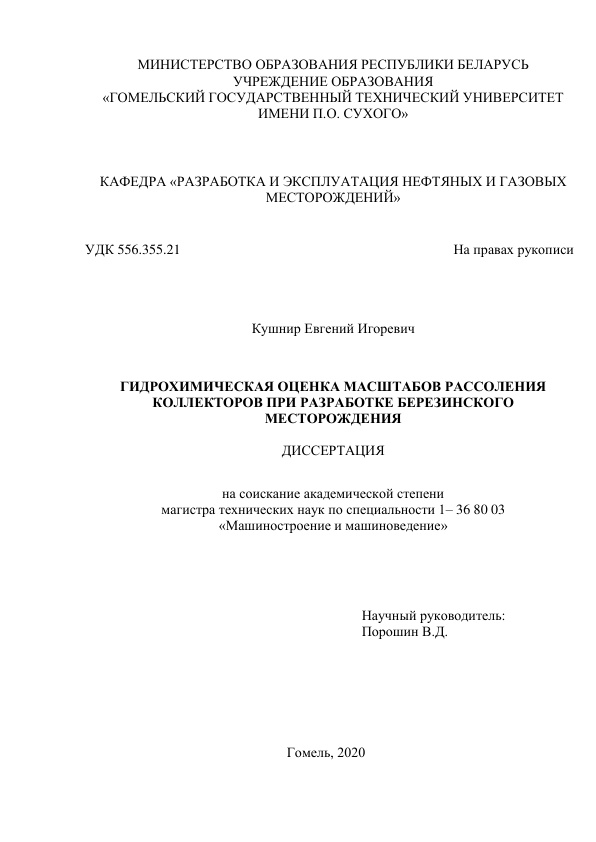 МИНИСТЕРСТВО ОБРАЗОВАНИЯ РЕСПУБЛИКИ БЕЛАРУСЬ
УЧРЕЖДЕНИЕ ОБРАЗОВАНИЯ
«ГОМЕЛЬСКИЙ ГОСУДАРСТВЕННЫЙ ТЕХНИЧЕСКИЙ УНИВЕРСИТЕТ
ИМЕНИ П.О. СУХОГО»
КАФЕДРА «РАЗРАБОТКА И ЭКСПЛУАТАЦИЯ НЕФТЯНЫХ И ГАЗОВЫХ
МЕСТОРОЖДЕНИЙ»
УДК 556.355.21 На правах рукописи
Кушнир Евгений Игоревич
ГИДРОХИМИЧЕСКАЯ ОЦЕНКА МАСШТАБОВ РАССОЛЕНИЯ
КОЛЛЕКТОРОВ ПРИ РАЗРАБОТКЕ БЕРЕЗИНСКОГО
МЕСТОРОЖДЕНИЯ
ДИССЕРТАЦИЯ
на соискание академической степени
магистра технических наук по специальности 1– 36 80 03
«Машиностроение и машиноведение»
Научный руководитель:
Порошин В.Д.
Гомель, 2020